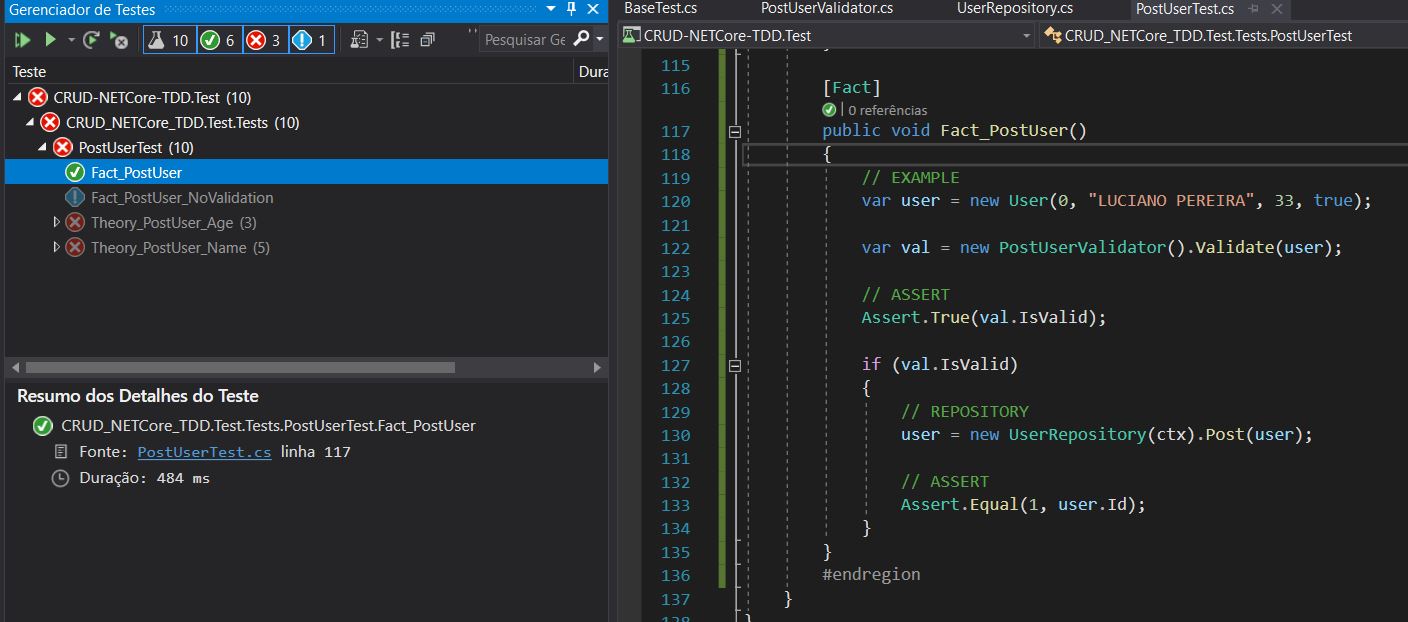 Gerenciador de Testes
10 6 3 1 Pesquisar Ge
Teste Dura
CRUD-NETCore-TDD.Test (10)
CRUD_NETCore_TDD.Test.Tests (10)
PostUserTest (10)
Fact_PostUser
Fact_PostUser_NoValidation
Theory_PostUser_Age (3)
Theory_PostUser_Name (5)
Resumo dos Detalhes do Teste
CRUD_NETCore_TDD.Test.Tests.PostUserTest.Fact_PostUser
Fonte: PostUserTest.cs linha 117
Duração: 484 ms
BaseTest.cs PostUserValidator.cs UserRepository.cs PostUserTest.cs
CRUD-NETCore-TDD.Test CRUD_NETCore_TDD.Test.Tests.PostUserTest
115
116 [Fact]
0 referências
117 public void Fact_PostUser()
118 {
119 // EXAMPLE
120 var user = new User(0, "LUCIANO PEREIRA", 33, true);
121
122 var val = new PostUserValidator().Validate(user);
123
124 // ASSERT
125 Assert.True(val.IsValid);
126
127 if (val.IsValid)
128 {
129 // REPOSITORY
130 user = new UserRepository(ctx).Post(user);
131
132 // ASSERT
133 Assert.Equal(1, user.Id);
134 }
135 }
136 #endregion
137 }
138 }